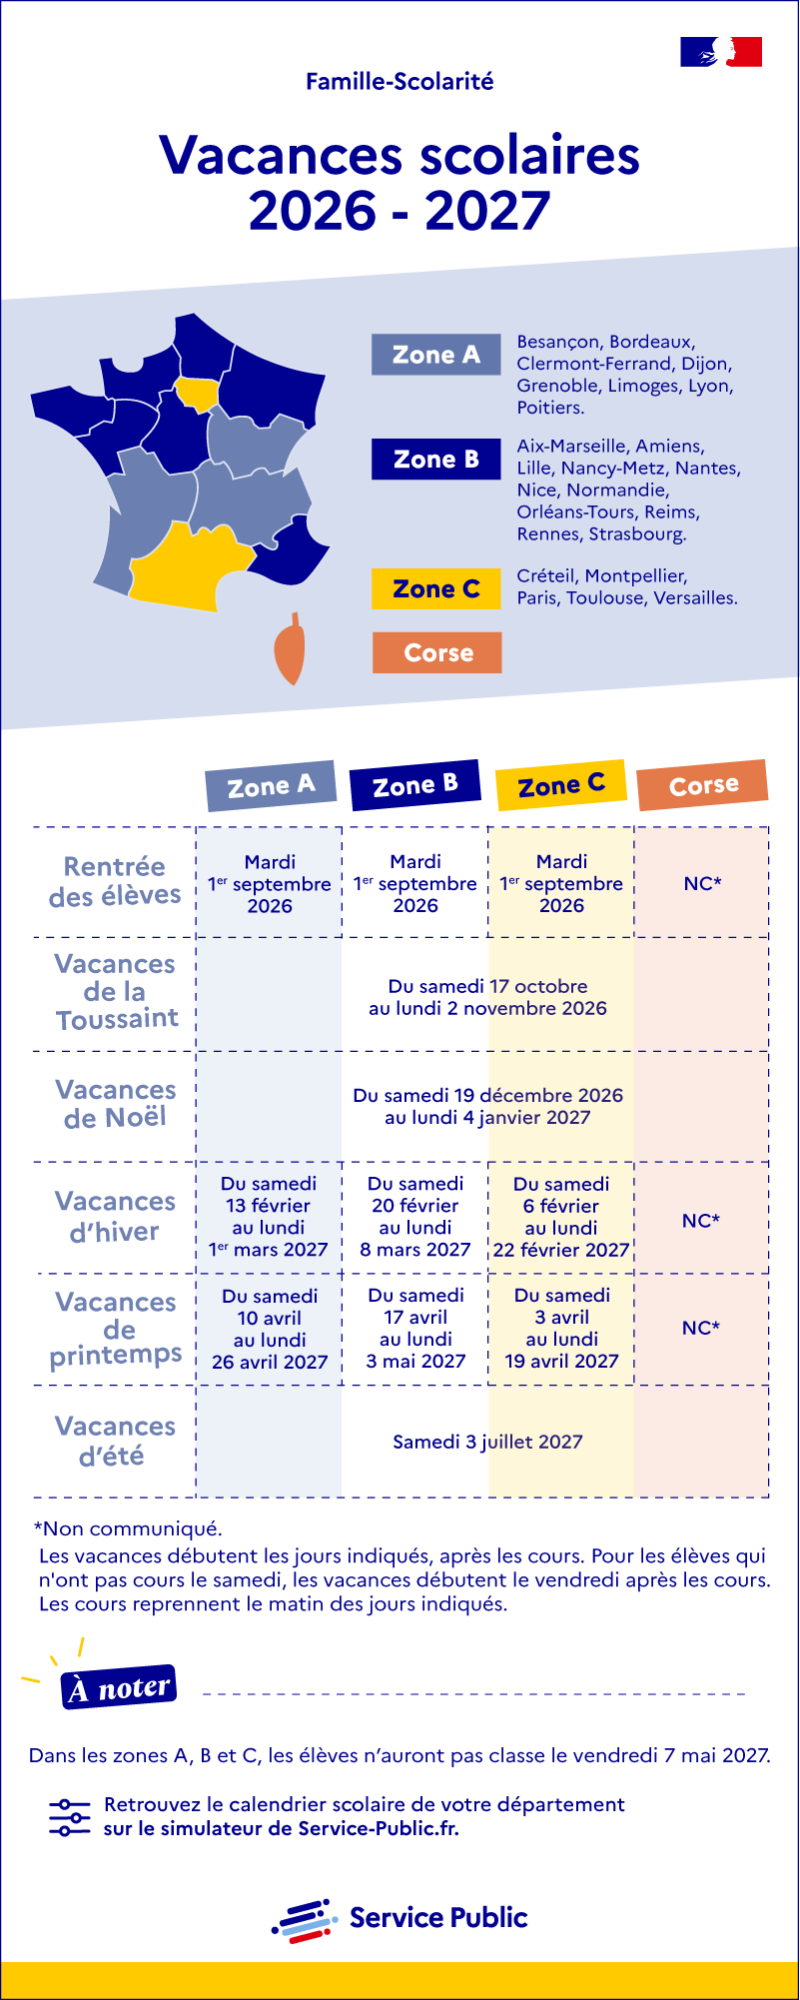 Famille-Scolarité
Vacances scolaires
2026 - 2027
Zone A
Besançon, Bordeaux,
Clermont-Ferrand, Dijon,
Grenoble, Limoges, Lyon,
Poitiers.
Zone B
Aix-Marseille, Amiens,
Lille, Nancy-Metz, Nantes,
Nice, Normandie,
Orléans-Tours, Reims,
Rennes, Strasbourg.
Zone C
Créteil, Montpellier,
Paris, Toulouse, Versailles.
Corse
Zone A
Zone B
Zone C
Corse
Rentrée
des élèves
Mardi
1er septembre
2026
Mardi
1er septembre
2026
Mardi
1er septembre
2026
NC*
Vacances
de la
Toussaint
Du samedi 17 octobre
au lundi 2 novembre 2026
Vacances
de Noël
Du samedi 19 décembre 2026
au lundi 4 janvier 2027
Vacances
d’hiver
Du samedi
13 février
au lundi
1er mars 2027
Du samedi
20 février
au lundi
8 mars 2027
Du samedi
6 février
au lundi
22 février 2027
NC*
Vacances
de
printemps
Du samedi
10 avril
au lundi
26 avril 2027
Du samedi
17 avril
au lundi
3 mai 2027
Du samedi
3 avril
au lundi
19 avril 2027
NC*
Vacances
d’été
Samedi 3 juillet 2027
*Non communiqué.
Les vacances débutent les jours indiqués, après les cours. Pour les élèves qui
n'ont pas cours le samedi, les vacances débutent le vendredi après les cours.
Les cours reprennent le matin des jours indiqués.
À noter
Dans les zones A, B et C, les élèves n’auront pas classe le vendredi 7 mai 2027.
Retrouvez le calendrier scolaire de votre département
sur le simulateur de Service-Public.fr.
Service Public